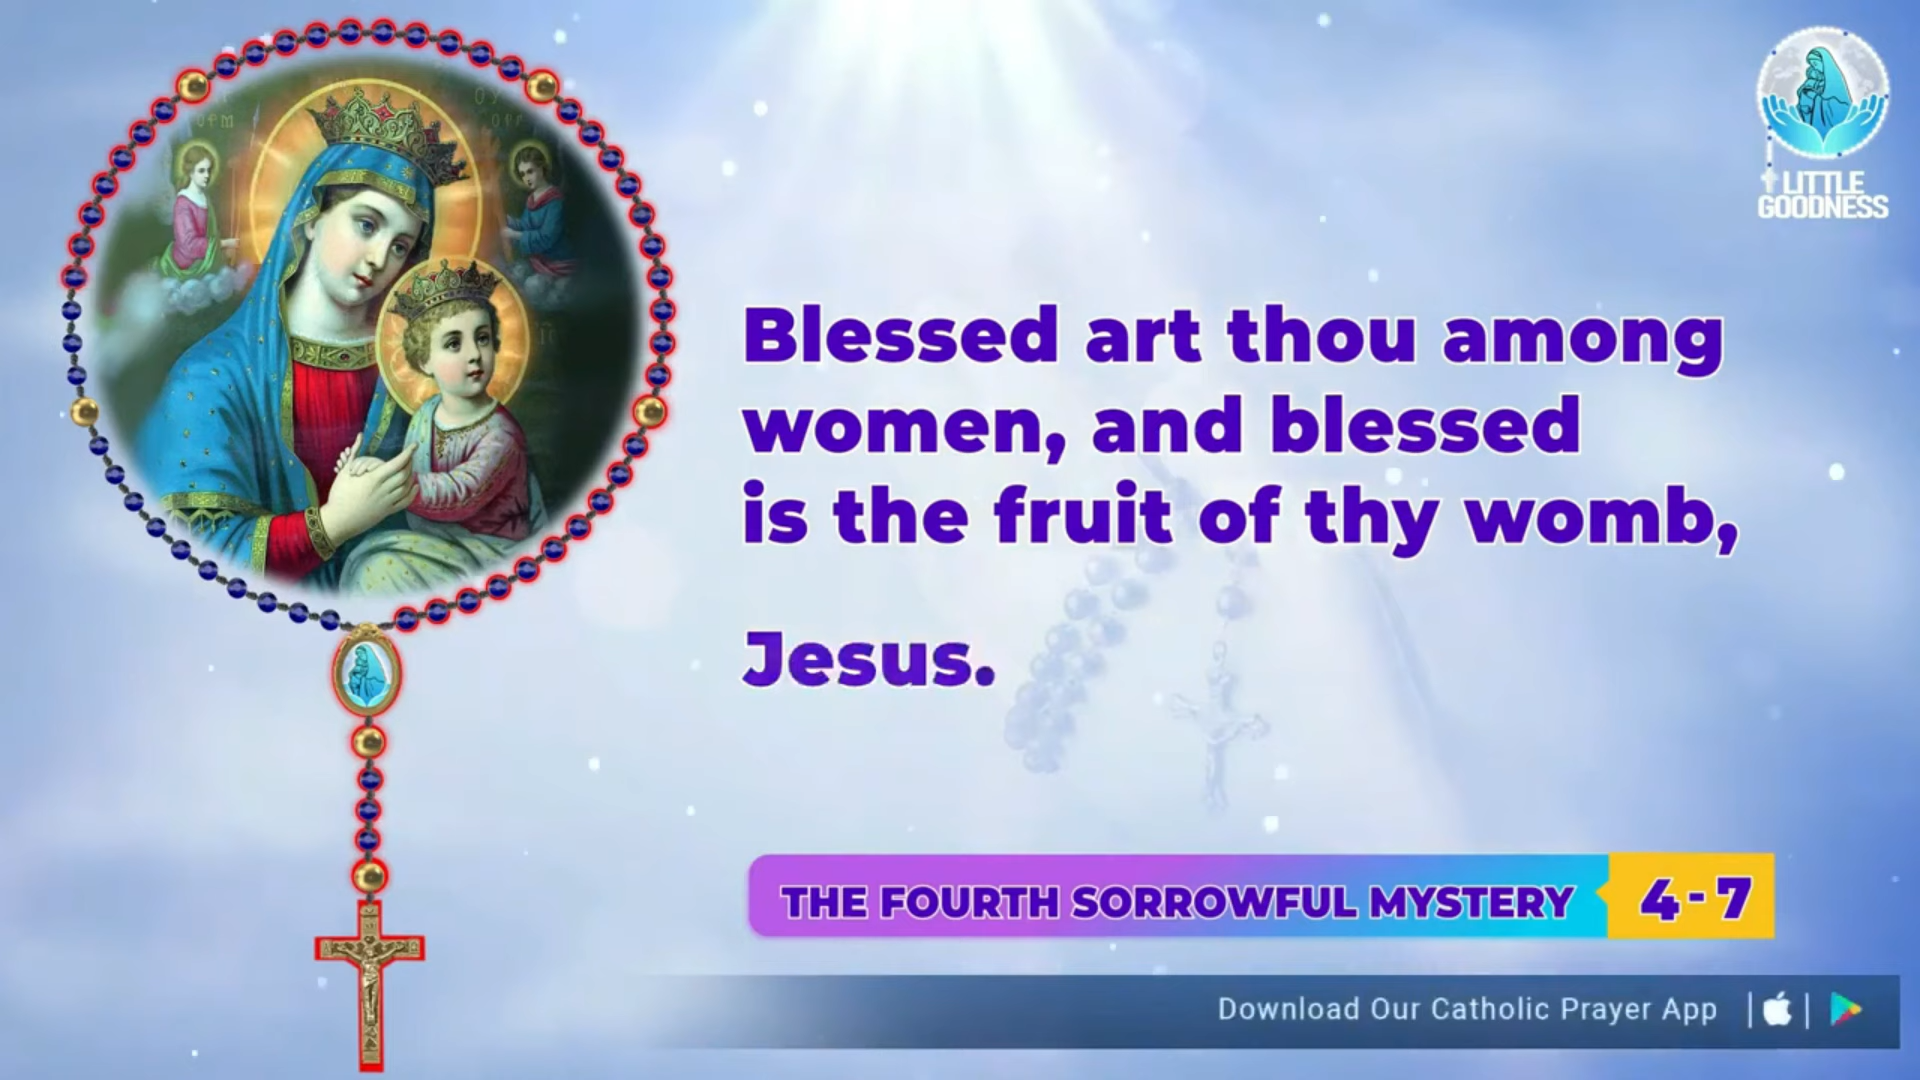 LITTLE
GOODNESS
Blessed art thou among
women, and blessed
is the fruit of thy womb,
Jesus.
THE FOURTH SORROWFUL MYSTERY 4-7
Download Our Catholic Prayer App